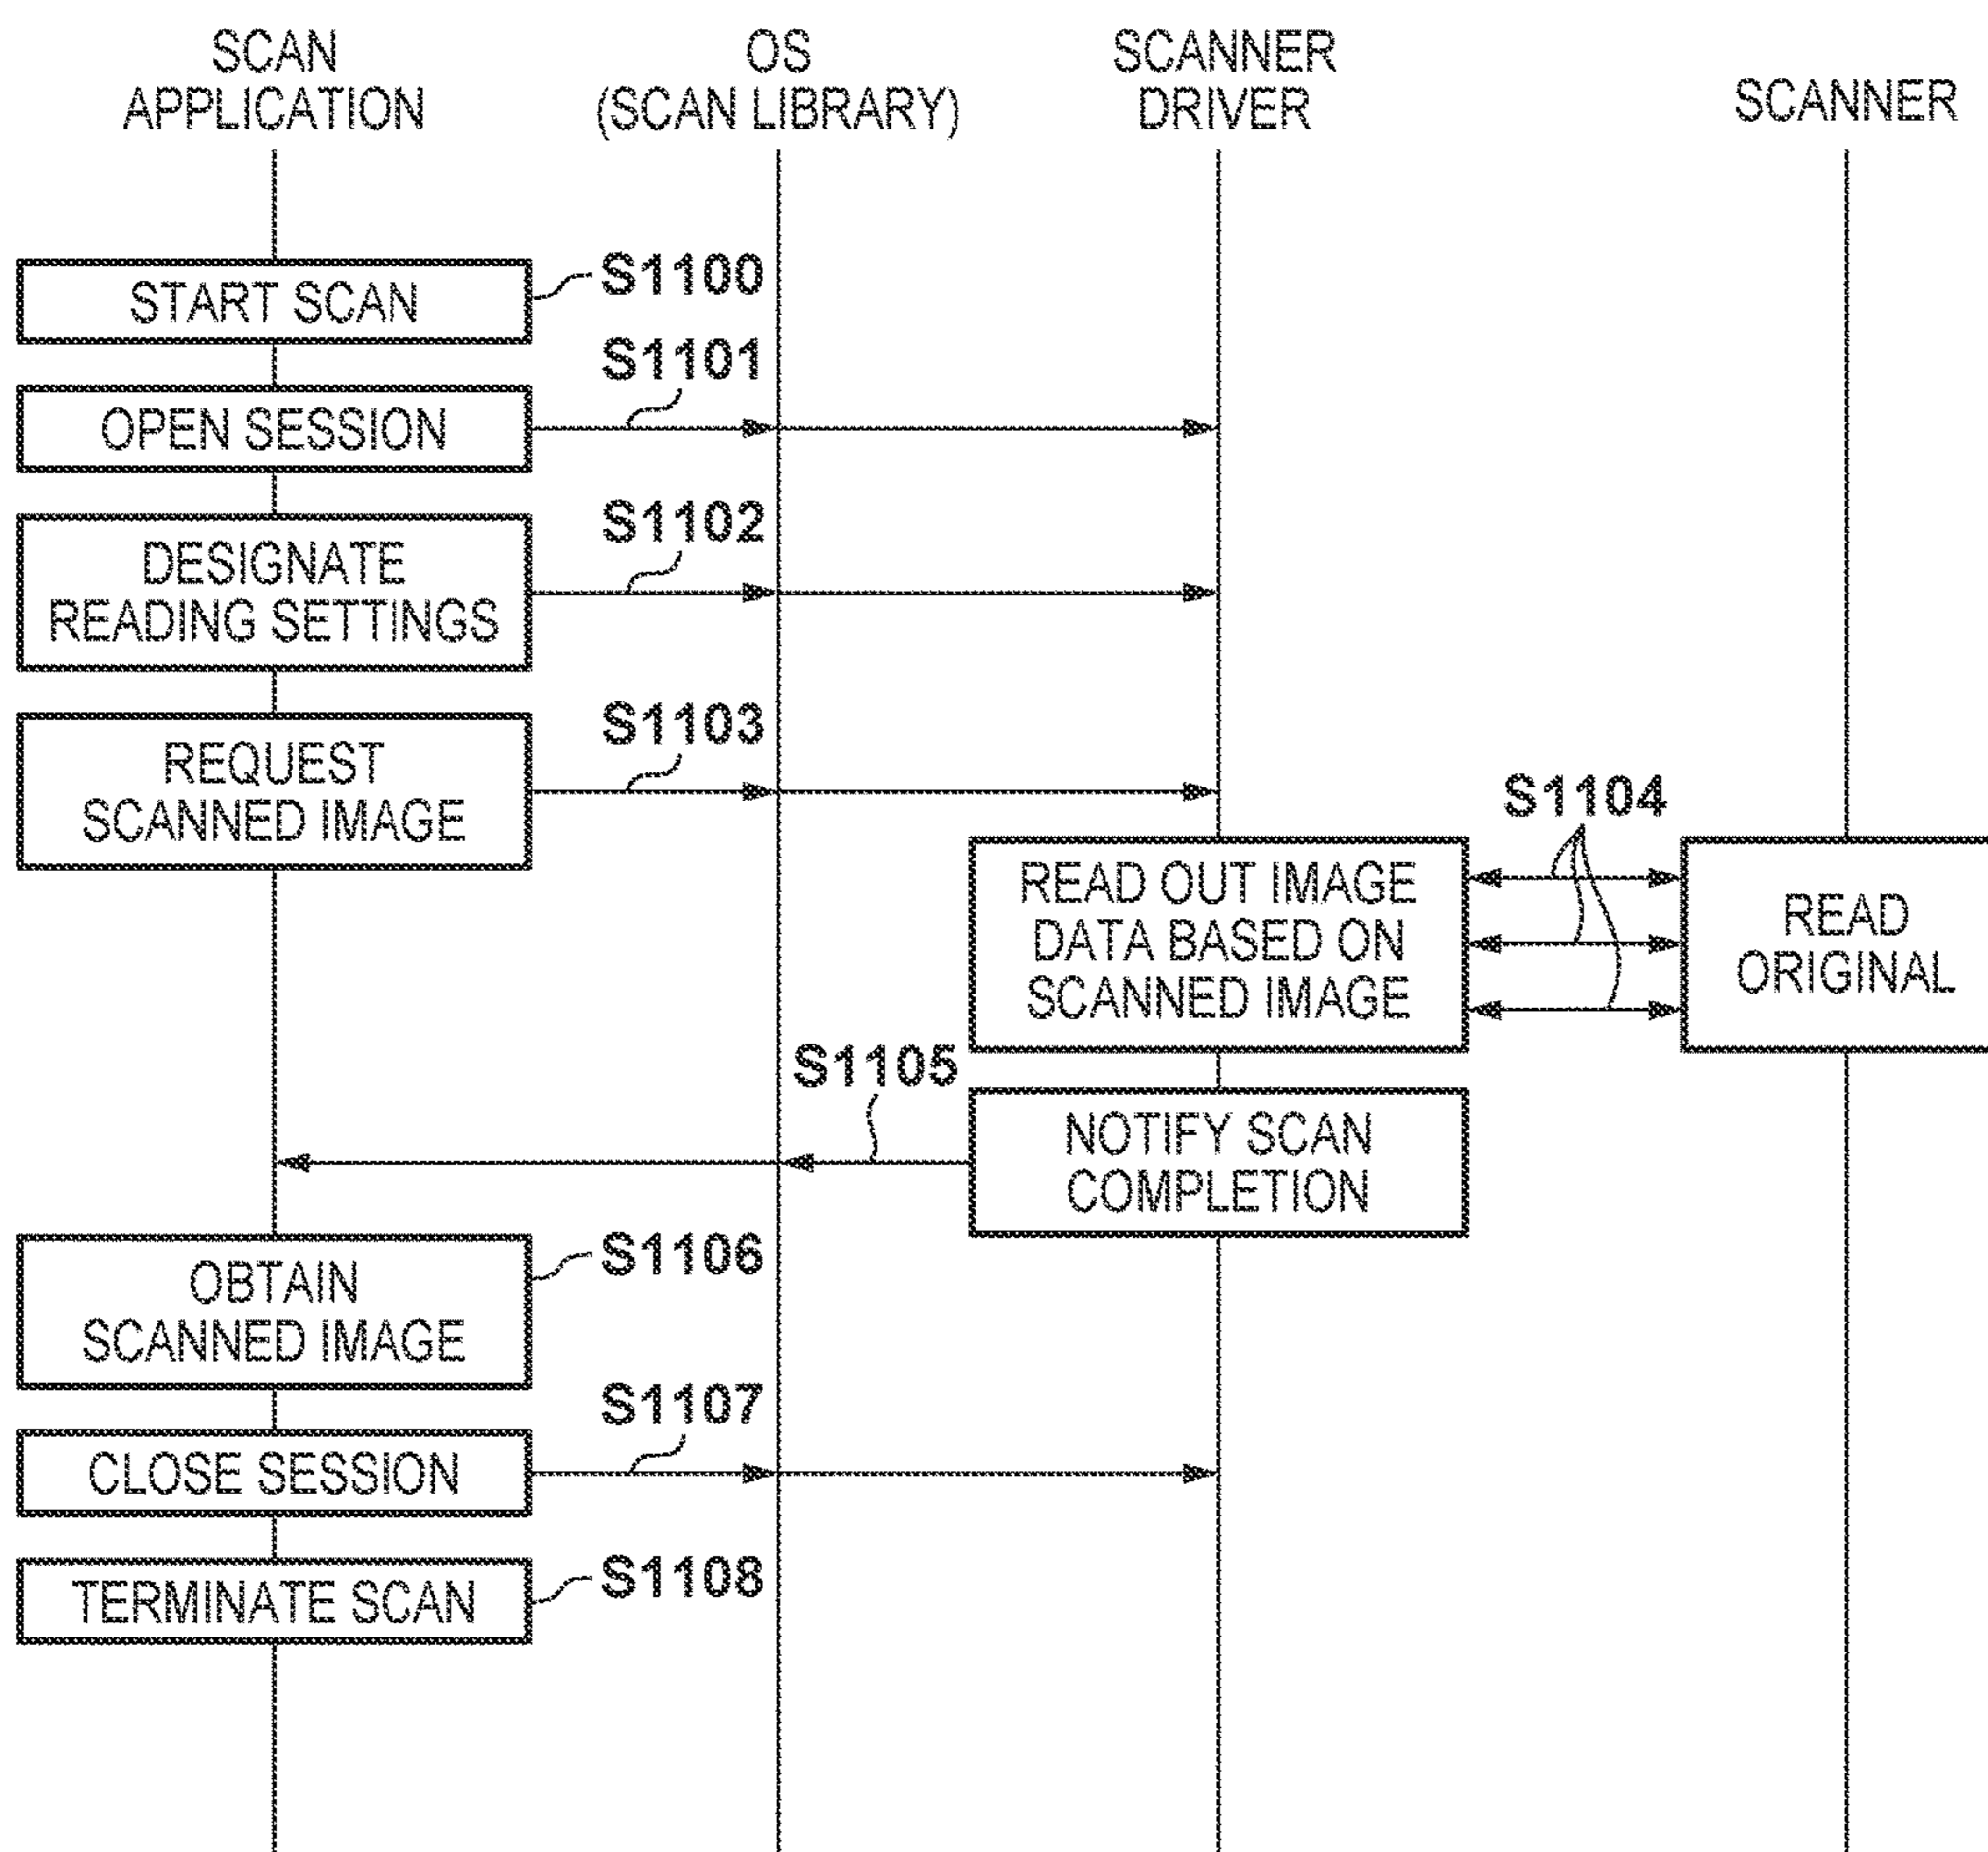 SCAN
APPLICATION
OS
(SCAN LIBRARY)
SCANNER
DRIVER
SCANNER
START SCAN
S1100
OPEN SESSION
S1101
DESIGNATE
READING SETTINGS
S1102
REQUEST
SCANNED IMAGE
S1103
READ OUT IMAGE
DATA BASED ON
SCANNED IMAGE
S1104
READ
ORIGINAL
S1105
NOTIFY SCAN
COMPLETION
OBTAIN
SCANNED IMAGE
S1106
CLOSE SESSION
S1107
TERMINATE SCAN
S1108